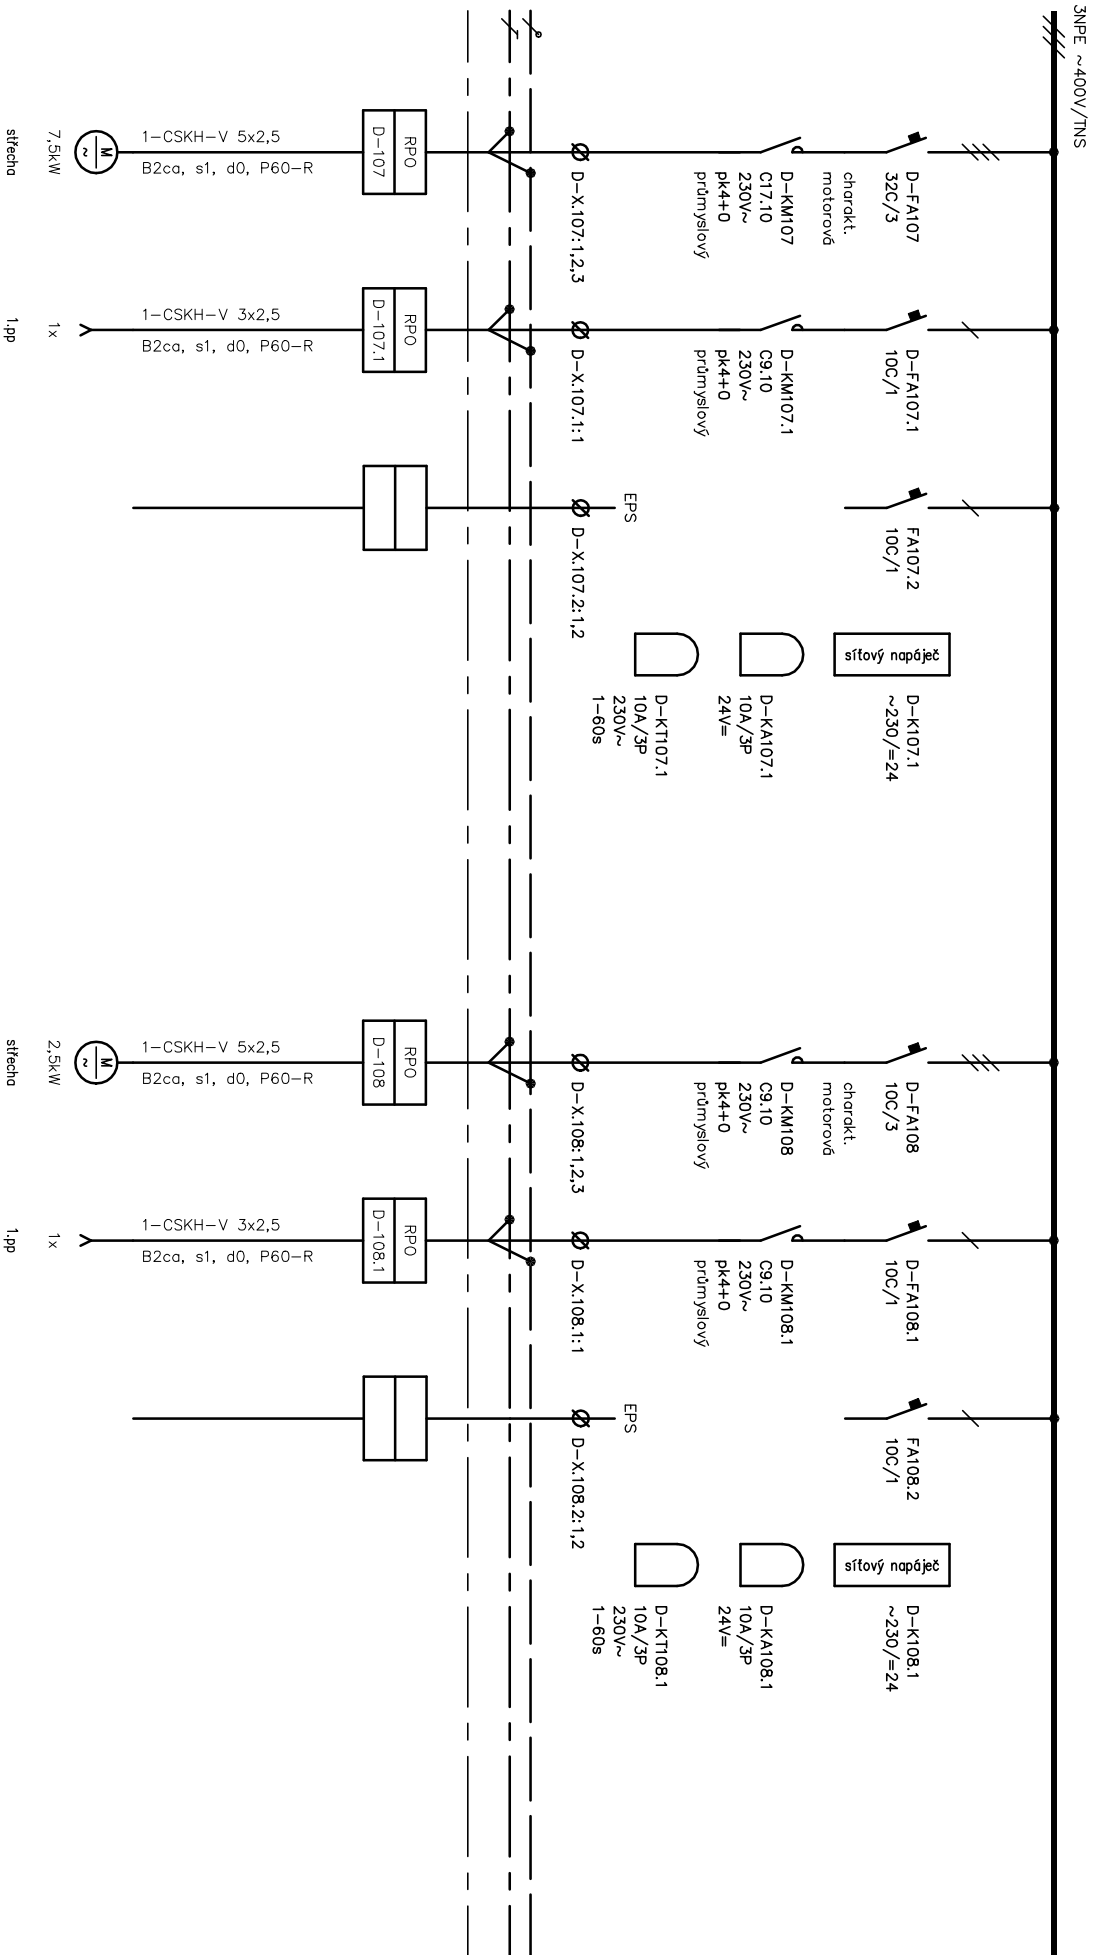 3NPE ~400V/TNS
D-FA107
32C/3
charakt.
motorová
D-KM107
C17.10
230V~
pk4+0
průmyslový
D-X.107:1,2,3
RPO
D-107
1-CSKH-V 5x2,5
B2ca, s1, d0, P60-R
M
~
7,5kW
střecha
D-FA107.1
10C/1
D-KM107.1
C9.10
230V~
pk4+0
průmyslový
D-X.107.1:1
RPO
D-107.1
1-CSKH-V 3x2,5
B2ca, s1, d0, P60-R
1x
1.pp
FA107.2
10C/1
EPS
D-X.107.2:1,2
síťový napáječ
D-K107.1
~230/=24
D-KA107.1
10A/3P
24V=
D-KT107.1
10A/3P
230V~
1-60s
D-FA108
10C/3
charakt.
motorová
D-KM108
C9.10
230V~
pk4+0
průmyslový
D-X.108:1,2,3
RPO
D-108
1-CSKH-V 5x2,5
B2ca, s1, d0, P60-R
M
~
2,5kW
střecha
D-FA108.1
10C/1
D-KM108.1
C9.10
230V~
pk4+0
průmyslový
D-X.108.1:1
RPO
D-108.1
1-CSKH-V 3x2,5
B2ca, s1, d0, P60-R
1x
1.pp
FA108.2
10C/1
EPS
D-X.108.2:1,2
síťový napáječ
D-K108.1
~230/=24
D-KA108.1
10A/3P
24V=
D-KT108.1
10A/3P
230V~
1-60s